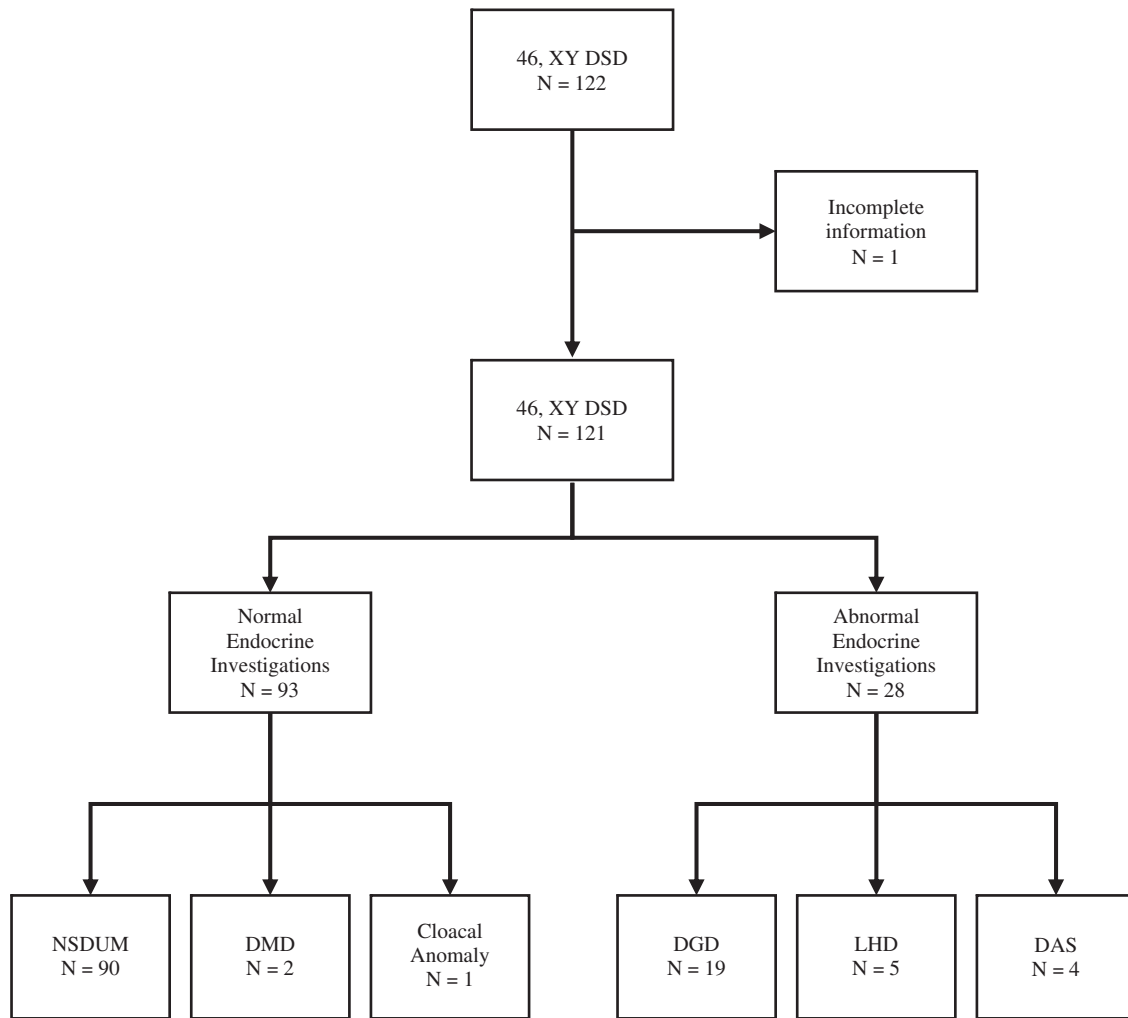 46, XY DSD
N = 122
Incomplete
information
N = 1
46, XY DSD
N = 121
Normal
Endocrine
Investigations
N = 93
Abnormal
Endocrine
Investigations
N = 28
NSDUM
N = 90
DMD
N = 2
Cloacal
Anomaly
N = 1
DGD
N = 19
LHD
N = 5
DAS
N = 4